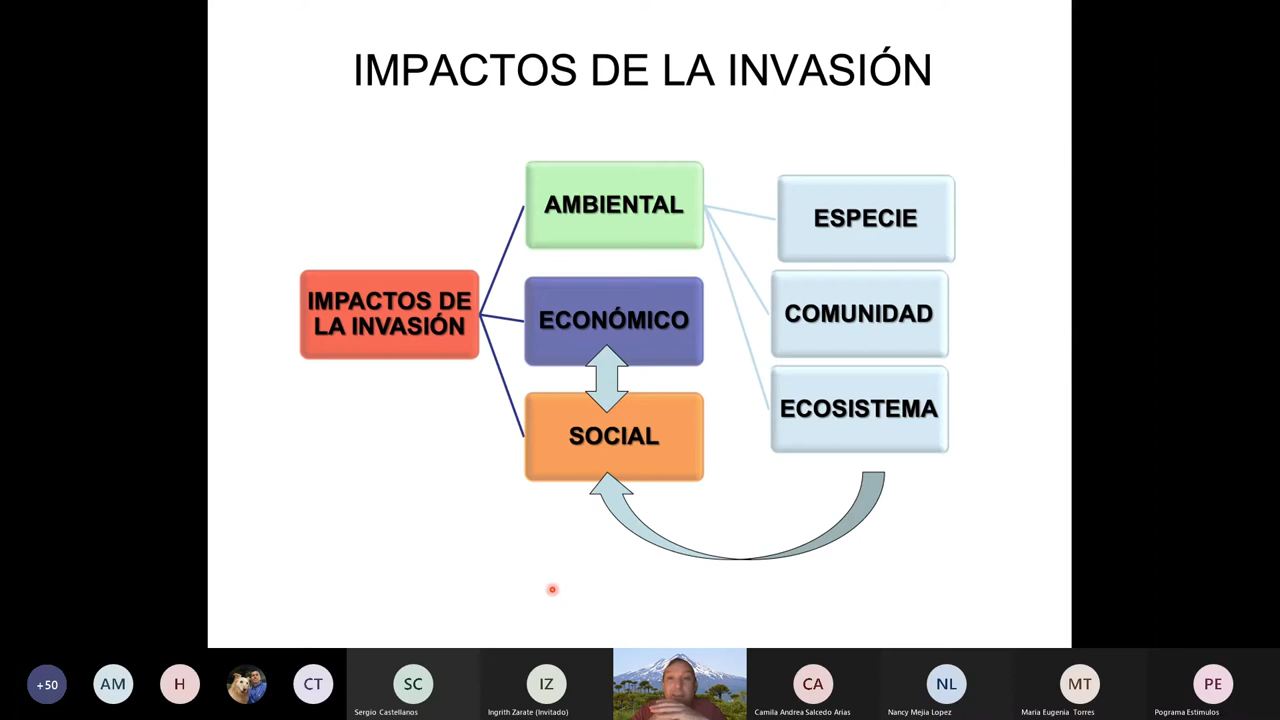 IMPACTOS DE LA INVASIÓN
IMPACTOS DE
LA INVASIÓN
AMBIENTAL
ECONÓMICO
SOCIAL
ESPECIE
COMUNIDAD
ECOSISTEMA
+50
AM
H
CT
SC
Sergio Castellanos
IZ
Ingrith Zarate (Invitado)
CA
Camila Andrea Salcedo Arias
NL
Nancy Mejia Lopez
MT
Maria Eugenia Torres
PE
Pograma Estimulos